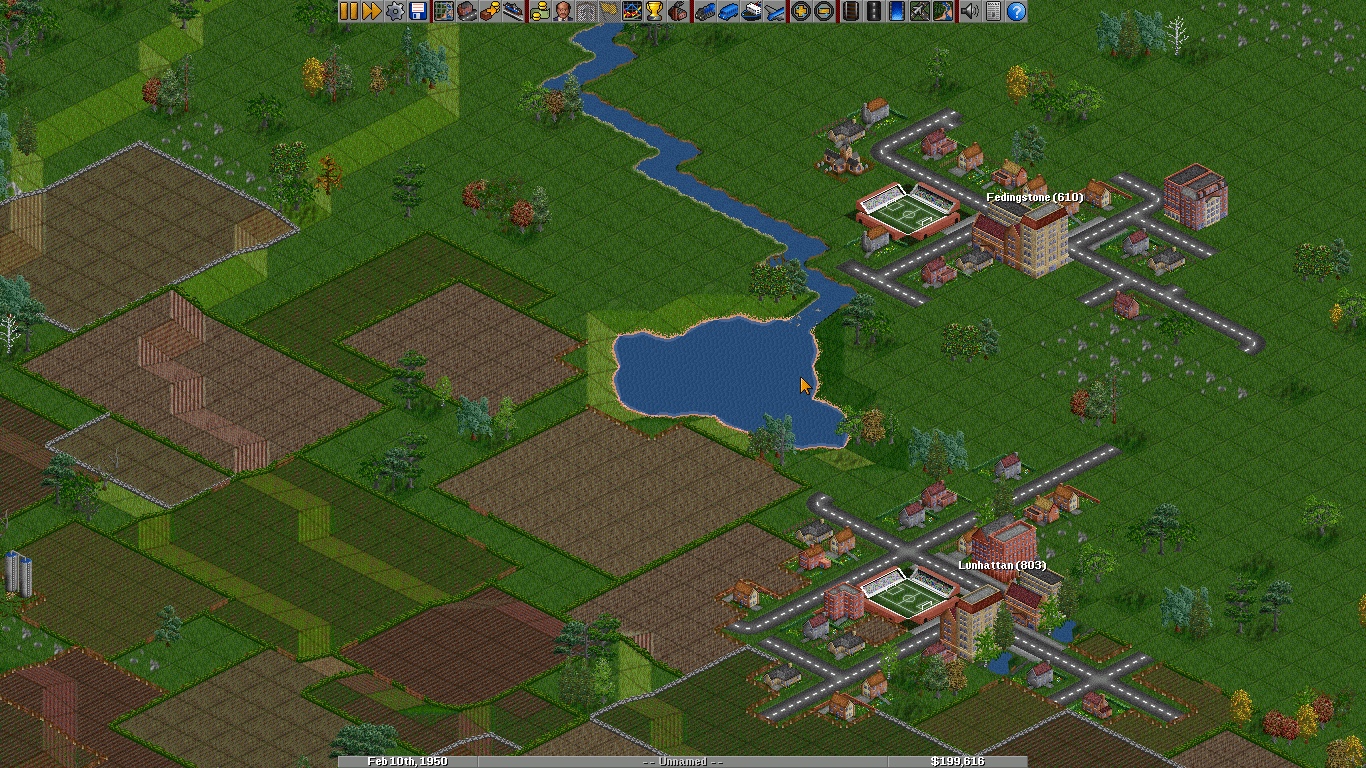 Fedingstone (610)
Lunhattan (803)
Feb 10th, 1950
-- Unnamed --
$199,616